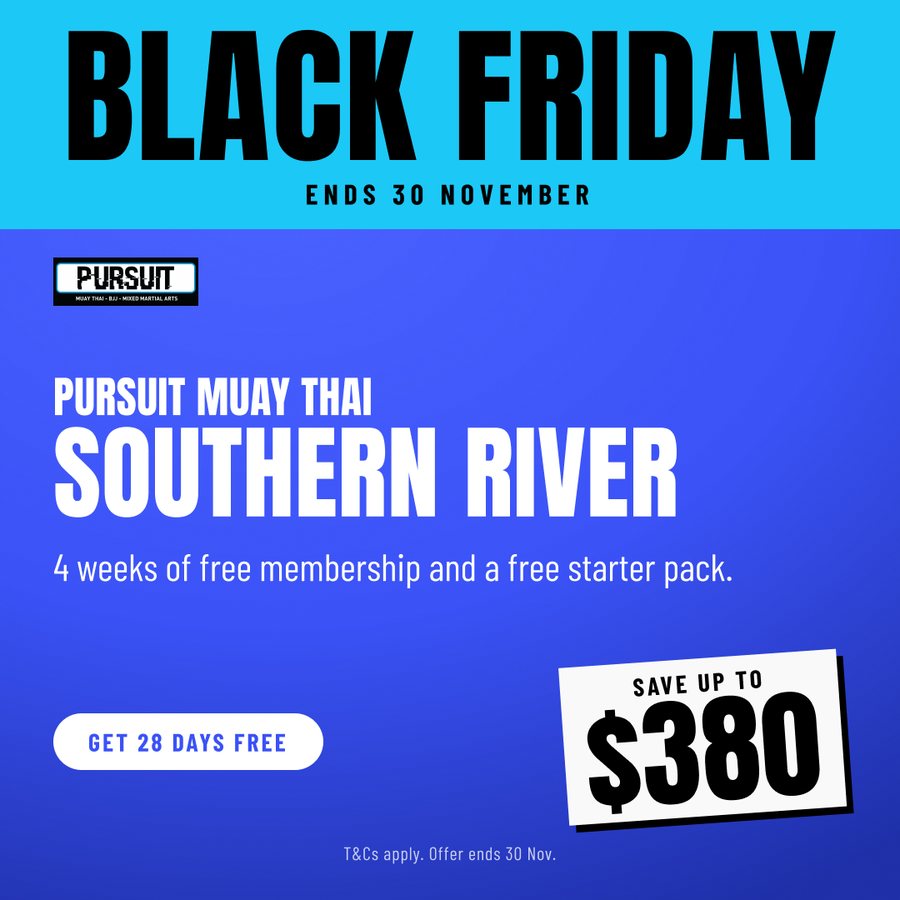 BLACK FRIDAY
ENDS 30 NOVEMBER
PURSUIT
MUAY THAI - BJJ - MIXED MARTIAL ARTS
PURSUIT MUAY THAI
SOUTHERN RIVER
4 weeks of free membership and a free starter pack.
SAVE UP TO
$380
GET 28 DAYS FREE
T&Cs apply. Offer ends 30 Nov.